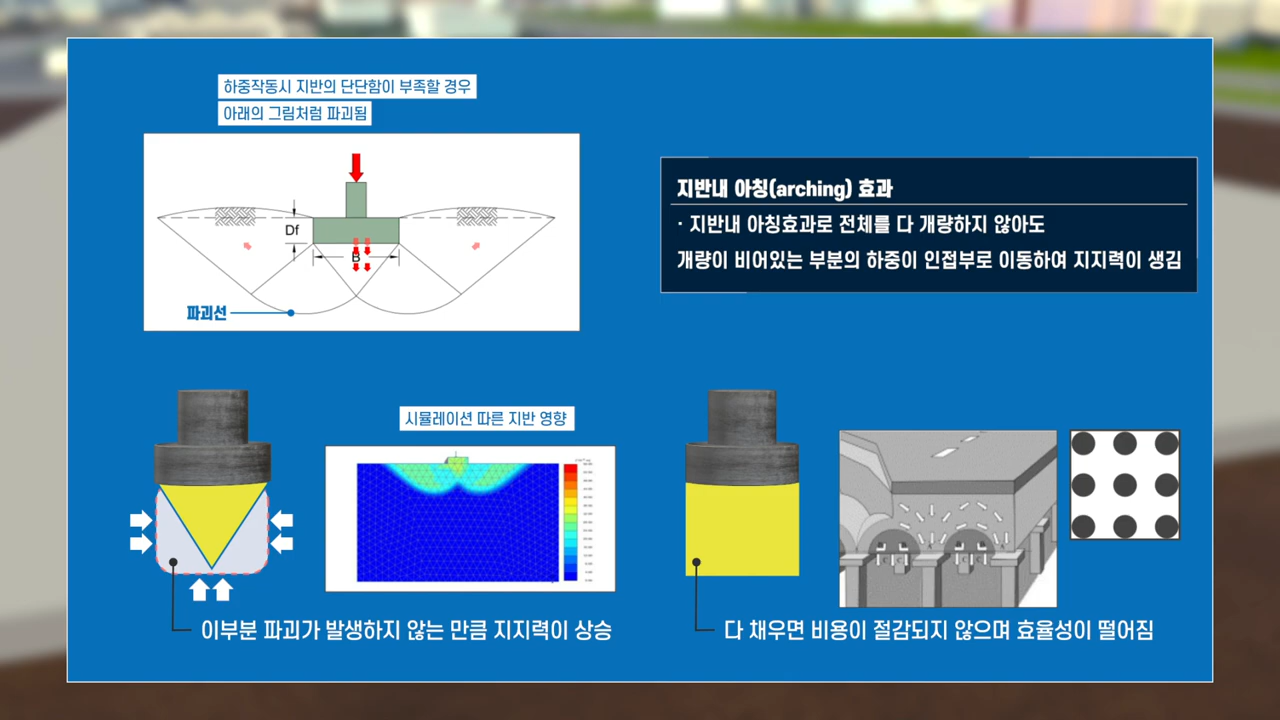 하중작동시 지반의 단단함이 부족할 경우
아래의 그림처럼 파괴됨
Df
B
파괴선
지반내 아칭(arching) 효과
· 지반내 아칭효과로 전체를 다 개량하지 않아도
개량이 비어있는 부분의 하중이 인접부로 이동하여 지지력이 생김
시뮬레이션 따른 지반 영향
이부분 파괴가 발생하지 않는 만큼 지지력이 상승
다 채우면 비용이 절감되지 않으며 효율성이 떨어짐